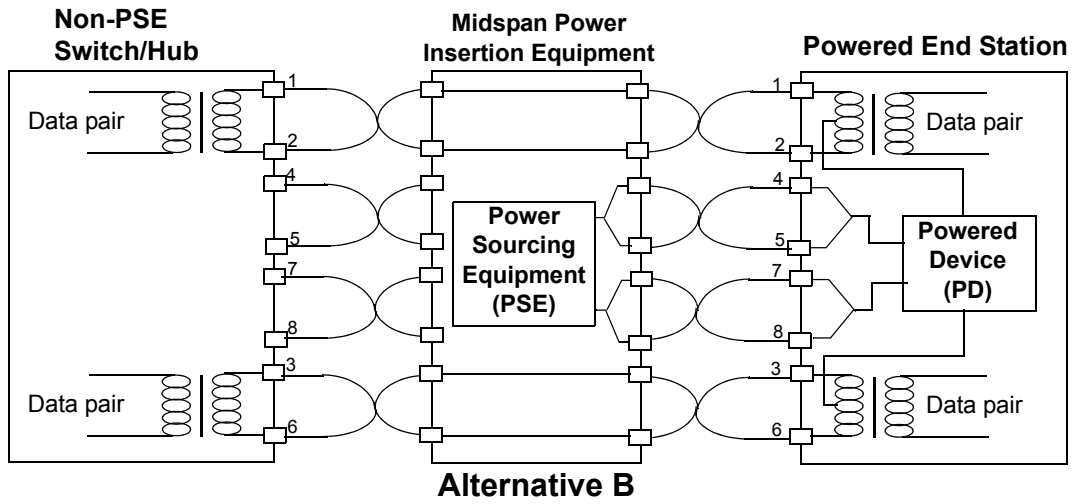 Non-PSE
Switch/Hub
Midspan Power
Insertion Equipment
Powered End Station
1
1
Data pair
Data pair
2
2
4
4
5
5
Power
Sourcing
Equipment
(PSE)
Powered
Device
(PD)
7
7
8
8
3
3
Data pair
Data pair
6
6
Alternative B